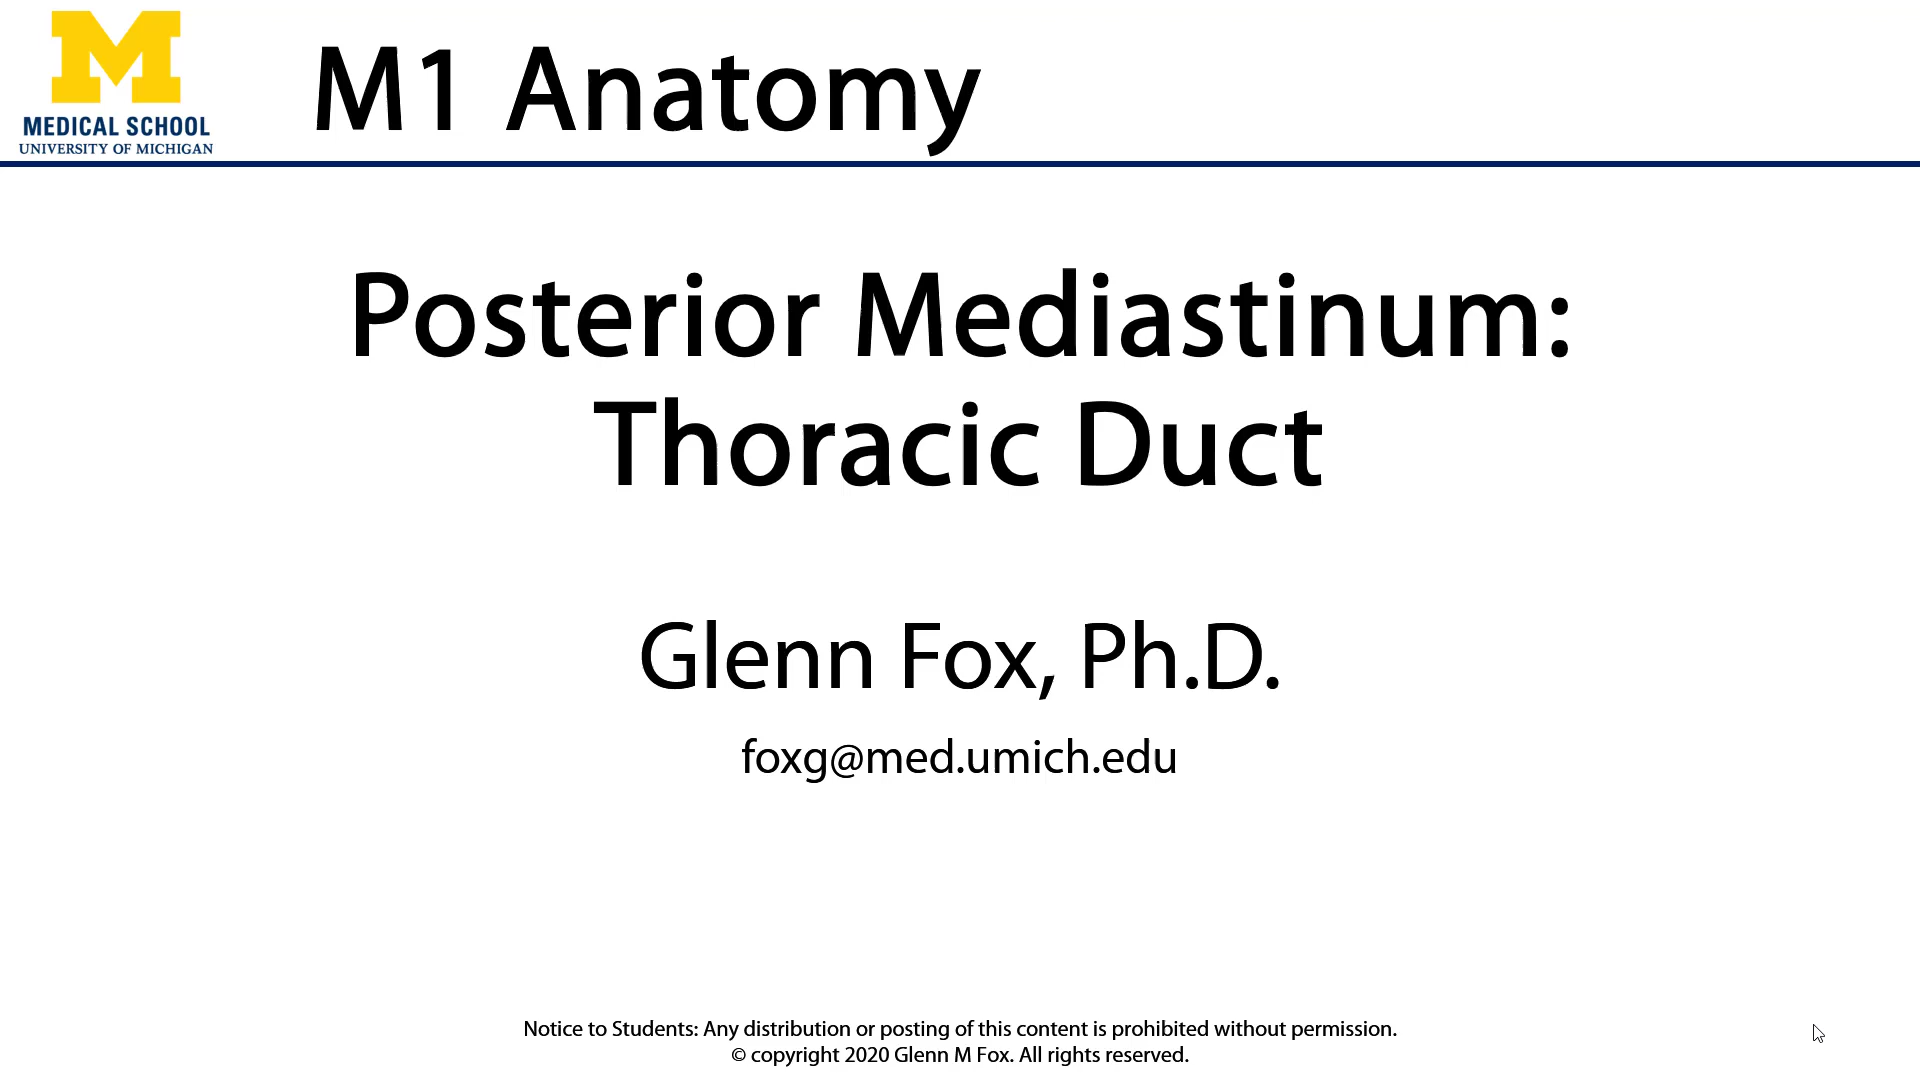 M
MEDICAL SCHOOL
UNIVERSITY OF MICHIGAN
M1 Anatomy
Posterior Mediastinum:
Thoracic Duct
Glenn Fox, Ph.D.
foxg@med.umich.edu
Notice to Students: Any distribution or posting of this content is prohibited without permission.
© copyright 2020 Glenn M Fox. All rights reserved.